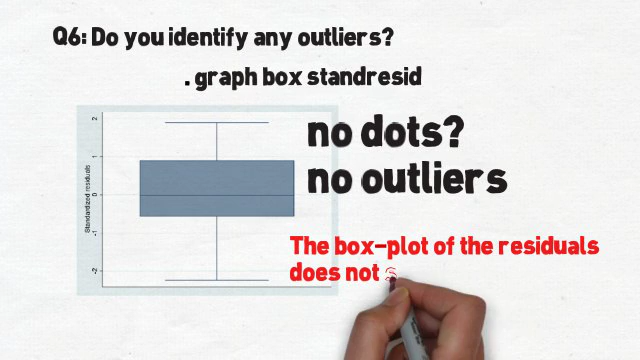 Q6: Do you identify any outliers?
. graph box standresid
no dots?
no outliers
Standardized residuals
2
1
0
-1
-2
The box-plot of the residuals
does not s